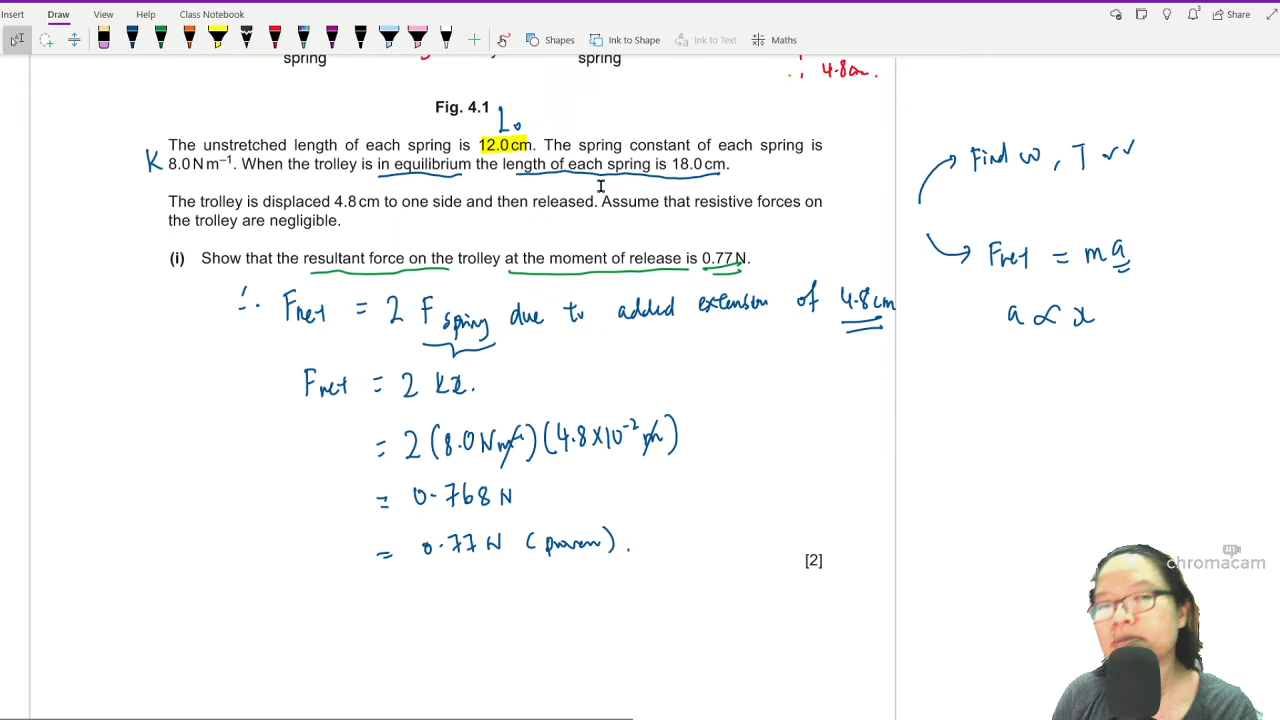 Insert Draw View Help Class Notebook Share
Shapes Ink to Shape Ink to Text Maths
spring spring
4.8cm.
Fig. 4.1
L₀
The unstretched length of each spring is 12.0 cm. The spring constant of each spring is
K 8.0 N m⁻¹. When the trolley is in equilibrium the length of each spring is 18.0 cm.
The trolley is displaced 4.8 cm to one side and then released. Assume that resistive forces on
the trolley are negligible.
(i) Show that the resultant force on the trolley at the moment of release is 0.77 N.
∴ Fnet = 2 Fspring due to added extension of 4.8cm
Fnet = 2 kx.
= 2 (8.0 N m⁻¹) (4.8 × 10⁻² m)
= 0.768 N
= 0.77 N (proven).
[2]
Find ω, T ✓✓
Fnet = ma
a ∝ x
chromacam